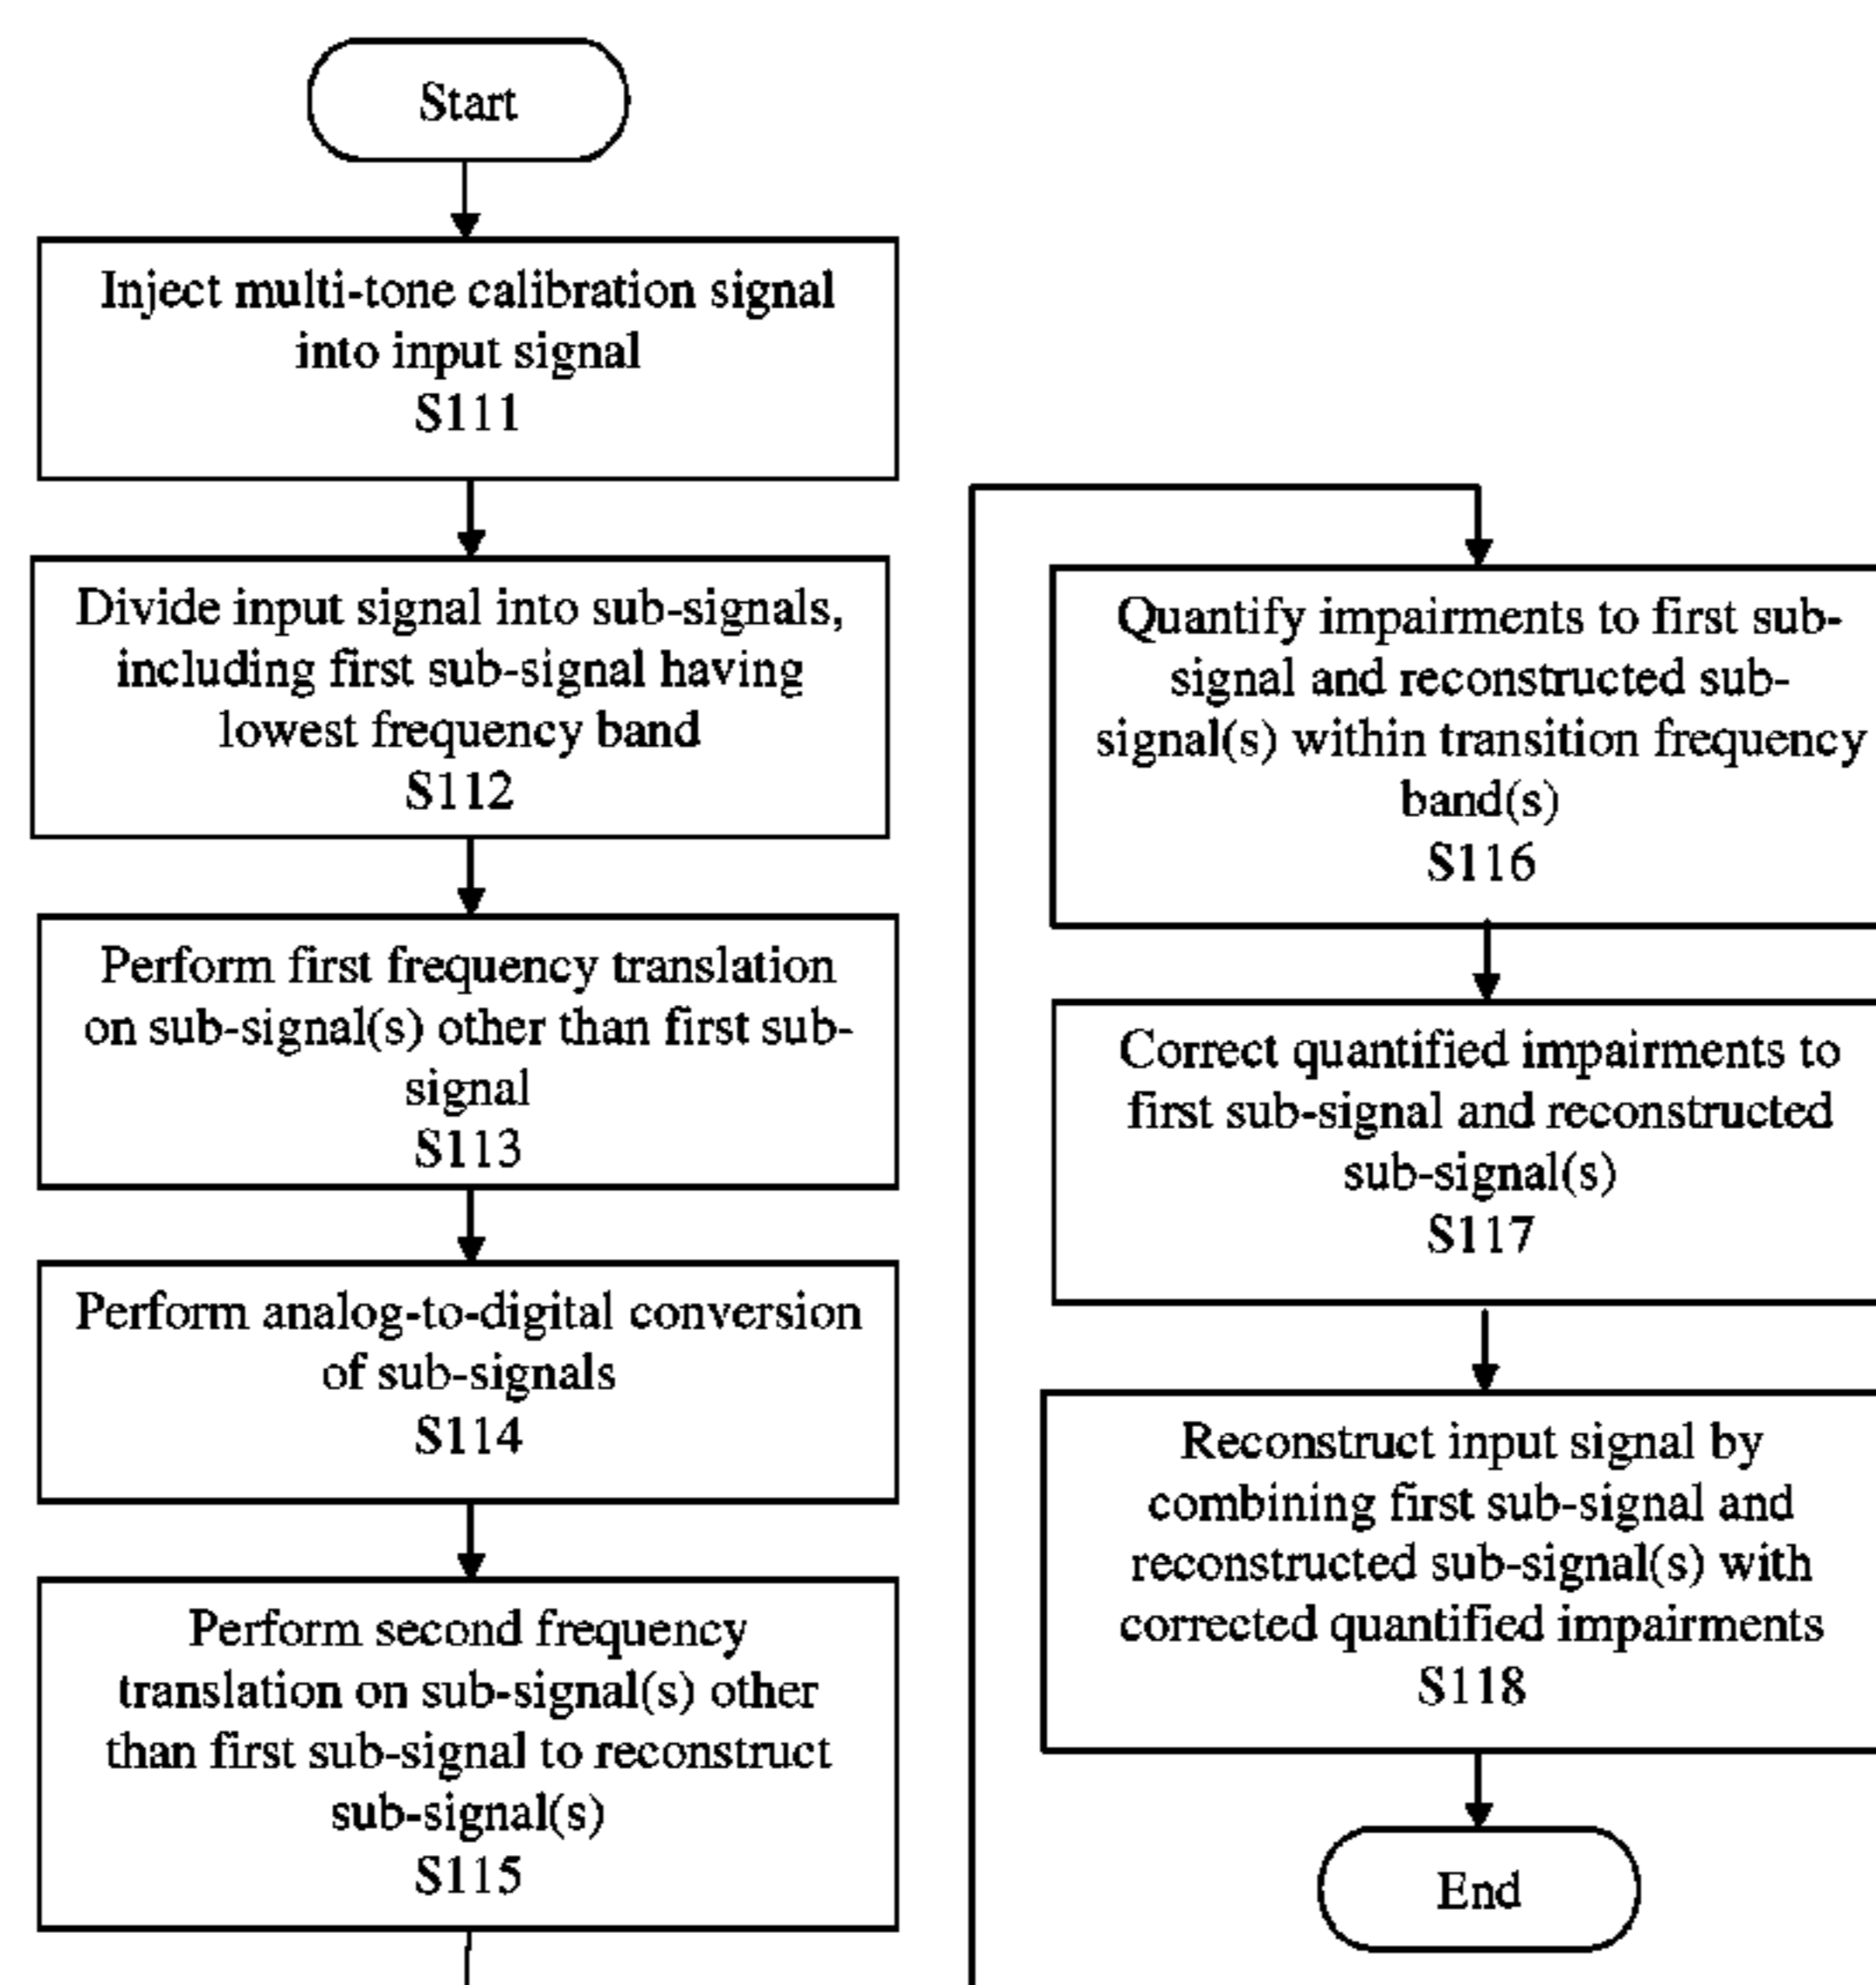 Start
Inject multi-tone calibration signal
into input signal
S111
Divide input signal into sub-signals,
including first sub-signal having
lowest frequency band
S112
Perform first frequency translation
on sub-signal(s) other than first sub-
signal
S113
Perform analog-to-digital conversion
of sub-signals
S114
Perform second frequency
translation on sub-signal(s) other
than first sub-signal to reconstruct
sub-signal(s)
S115
Quantify impairments to first sub-
signal and reconstructed sub-
signal(s) within transition frequency
band(s)
S116
Correct quantified impairments to
first sub-signal and reconstructed
sub-signal(s)
S117
Reconstruct input signal by
combining first sub-signal and
reconstructed sub-signal(s) with
corrected quantified impairments
S118
End